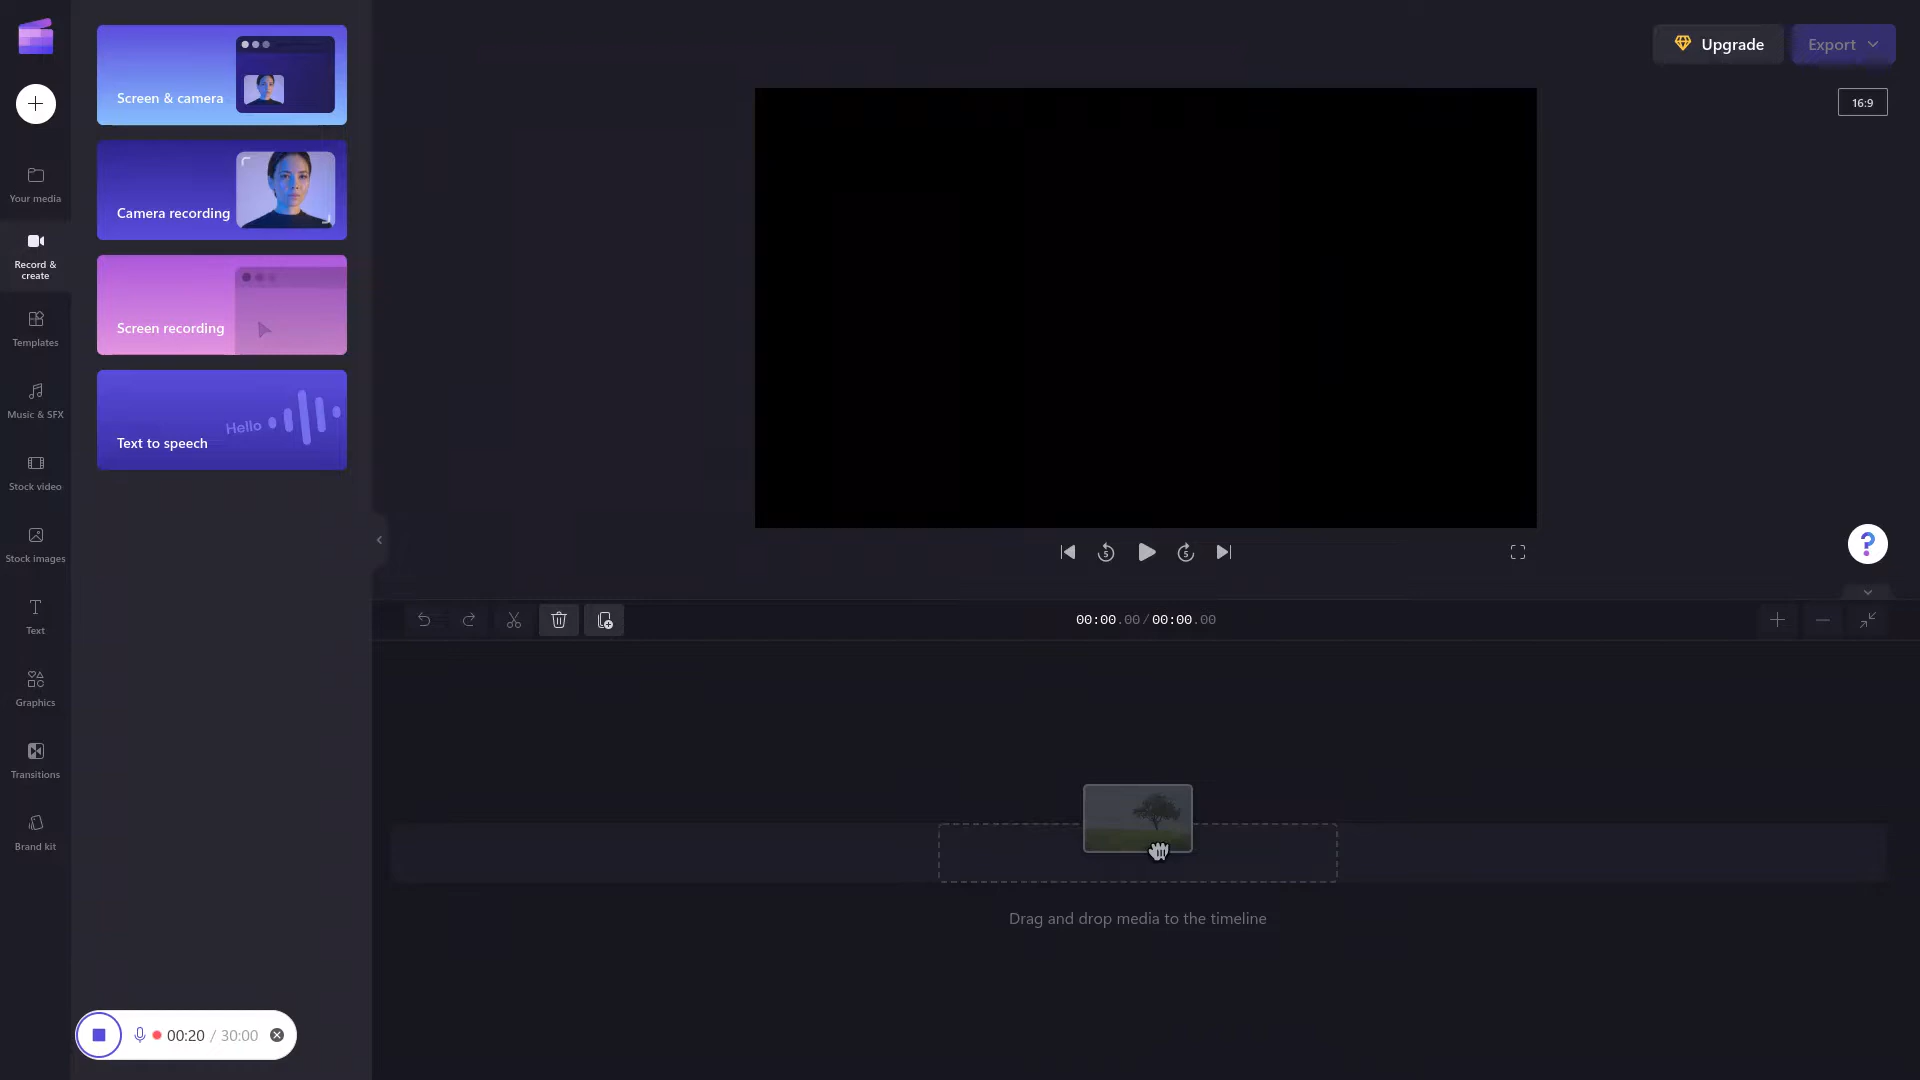 Screen & camera
Camera recording
Screen recording
Hello
Text to speech
Your media
Record &
create
Templates
Music & SFX
Stock video
Stock images
Text
Graphics
Transitions
Brand kit
Upgrade
Export
16:9
5
5
?
00:00.00/00:00.00
Drag and drop media to the timeline
00:20 / 30:00